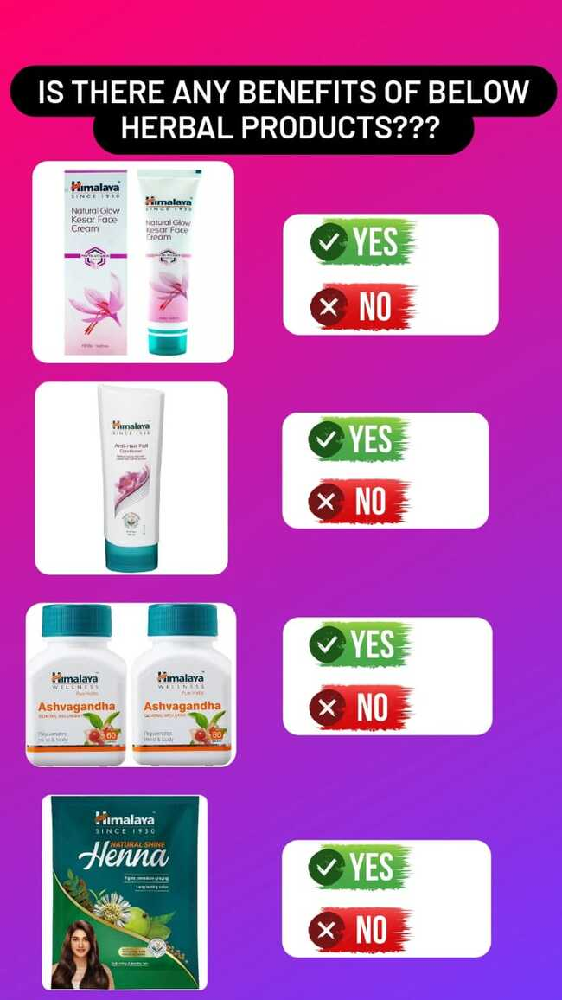 IS THERE ANY BENEFITS OF BELOW
HERBAL PRODUCTS???
Himalaya
SINCE 1930
Natural Glow
Kesar Face
Cream
Himalaya
SINCE 1930
Natural Glow
Kesar Face
Cream
YES
NO
Himalaya
SINCE 1930
Anti-Hair Fall
Conditioner
YES
NO
Himalaya
WELLNESS
Pure Herbs
Ashvagandha
GENERAL WELLNESS
Rejuvenates
Mind & Body
60
Himalaya
WELLNESS
Pure Herbs
Ashvagandha
GENERAL WELLNESS
Rejuvenates
Mind & Body
60
YES
NO
Himalaya
SINCE 1930
NATURAL SHINE
Henna
Fights premature graying
Long lasting color
YES
NO